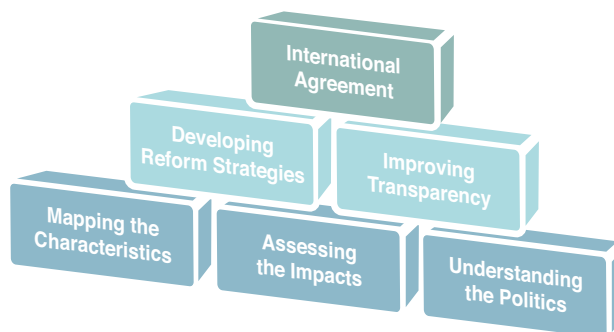 International
Agreement
Developing
Reform Strategies
Improving
Transparency
Mapping the
Characteristics
Assessing
the Impacts
Understanding
the Politics